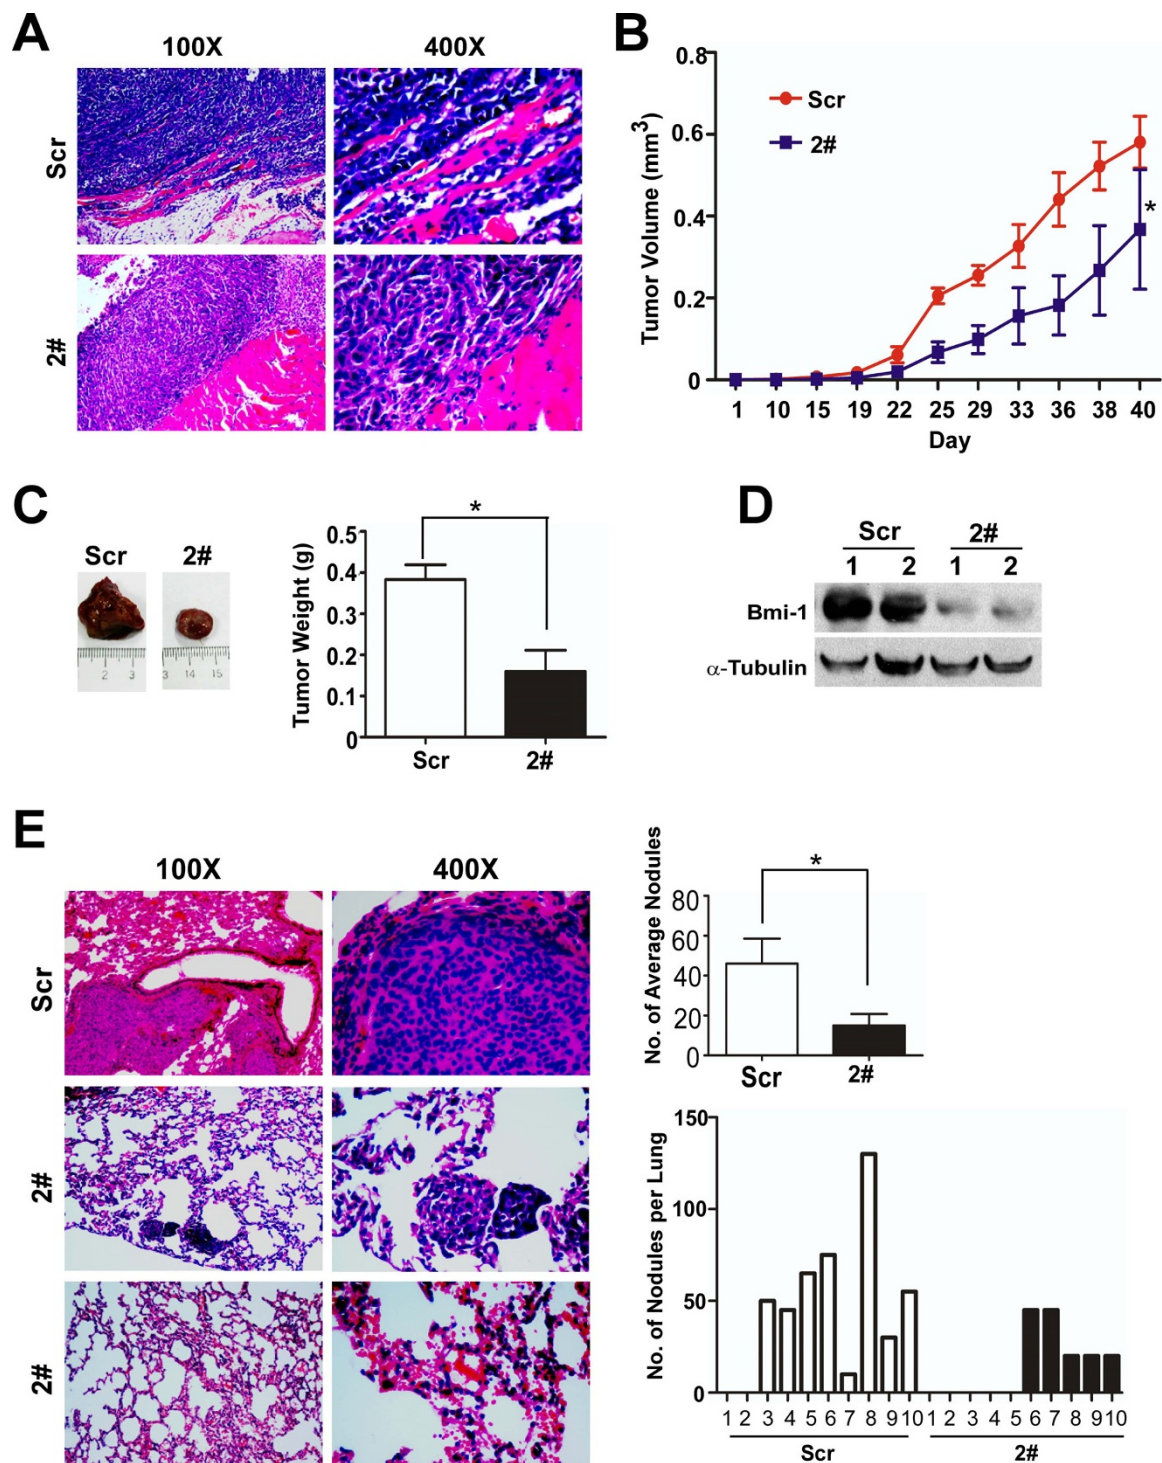 A
100X 400X
Scr
2#
B
Tumor Volume (mm3)
0.8
0.6
0.4
0.2
0
Scr
2#
*
1 10 15 19 22 25 29 33 36 38 40
Day
C
Scr 2#
2 3
3 14 15
Tumor Weight (g)
0.5
0.4
0.3
0.2
0.1
0
*
Scr 2#
D
Scr 2#
1 2 1 2
Bmi-1
α-Tubulin
E
100X 400X
Scr
2#
2#
No. of Average Nodules
80
60
40
20
0
*
Scr 2#
No. of Nodules per Lung
150
100
50
0
1 2 3 4 5 6 7 8 9 10 1 2 3 4 5 6 7 8 9 10
Scr 2#